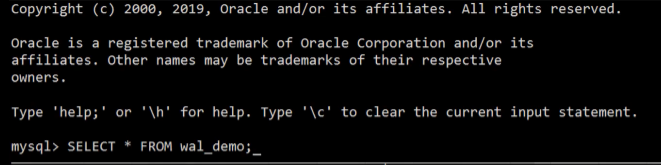 Copyright (c) 2000, 2019, Oracle and/or its affiliates. All rights reserved.
Oracle is a registered trademark of Oracle Corporation and/or its
affiliates. Other names may be trademarks of their respective
owners.
Type 'help;' or '\h' for help. Type '\c' to clear the current input statement.
mysql> SELECT * FROM wal_demo;_